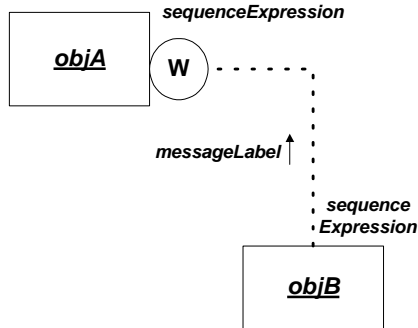 sequenceExpression
objA
W
messageLabel
sequence
Expression
objB